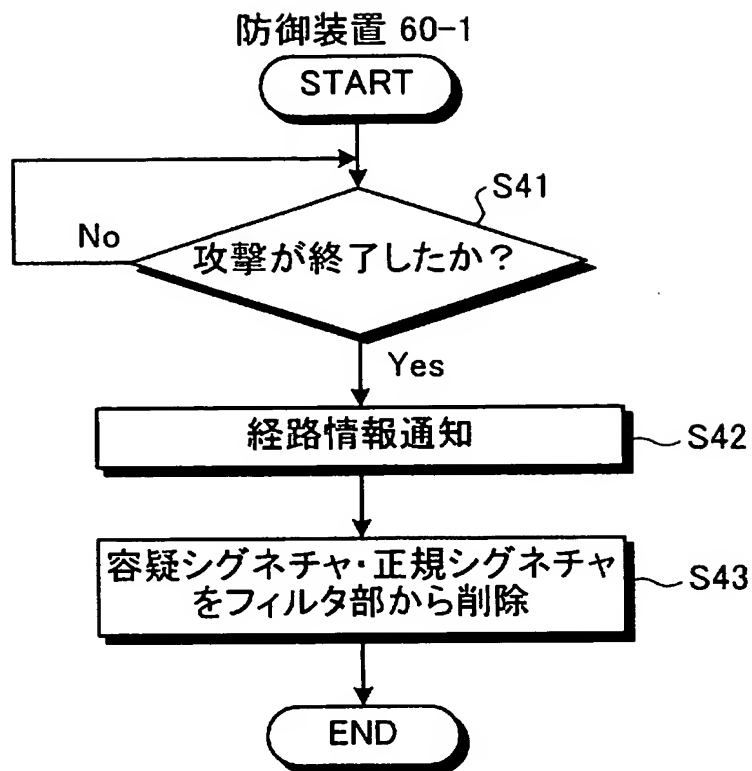 防御装置 60-1
START
S41
No
攻撃が終了したか？
Yes
経路情報通知
S42
容疑シグネチャ・正規シグネチャ
をフィルタ部から削除
S43
END